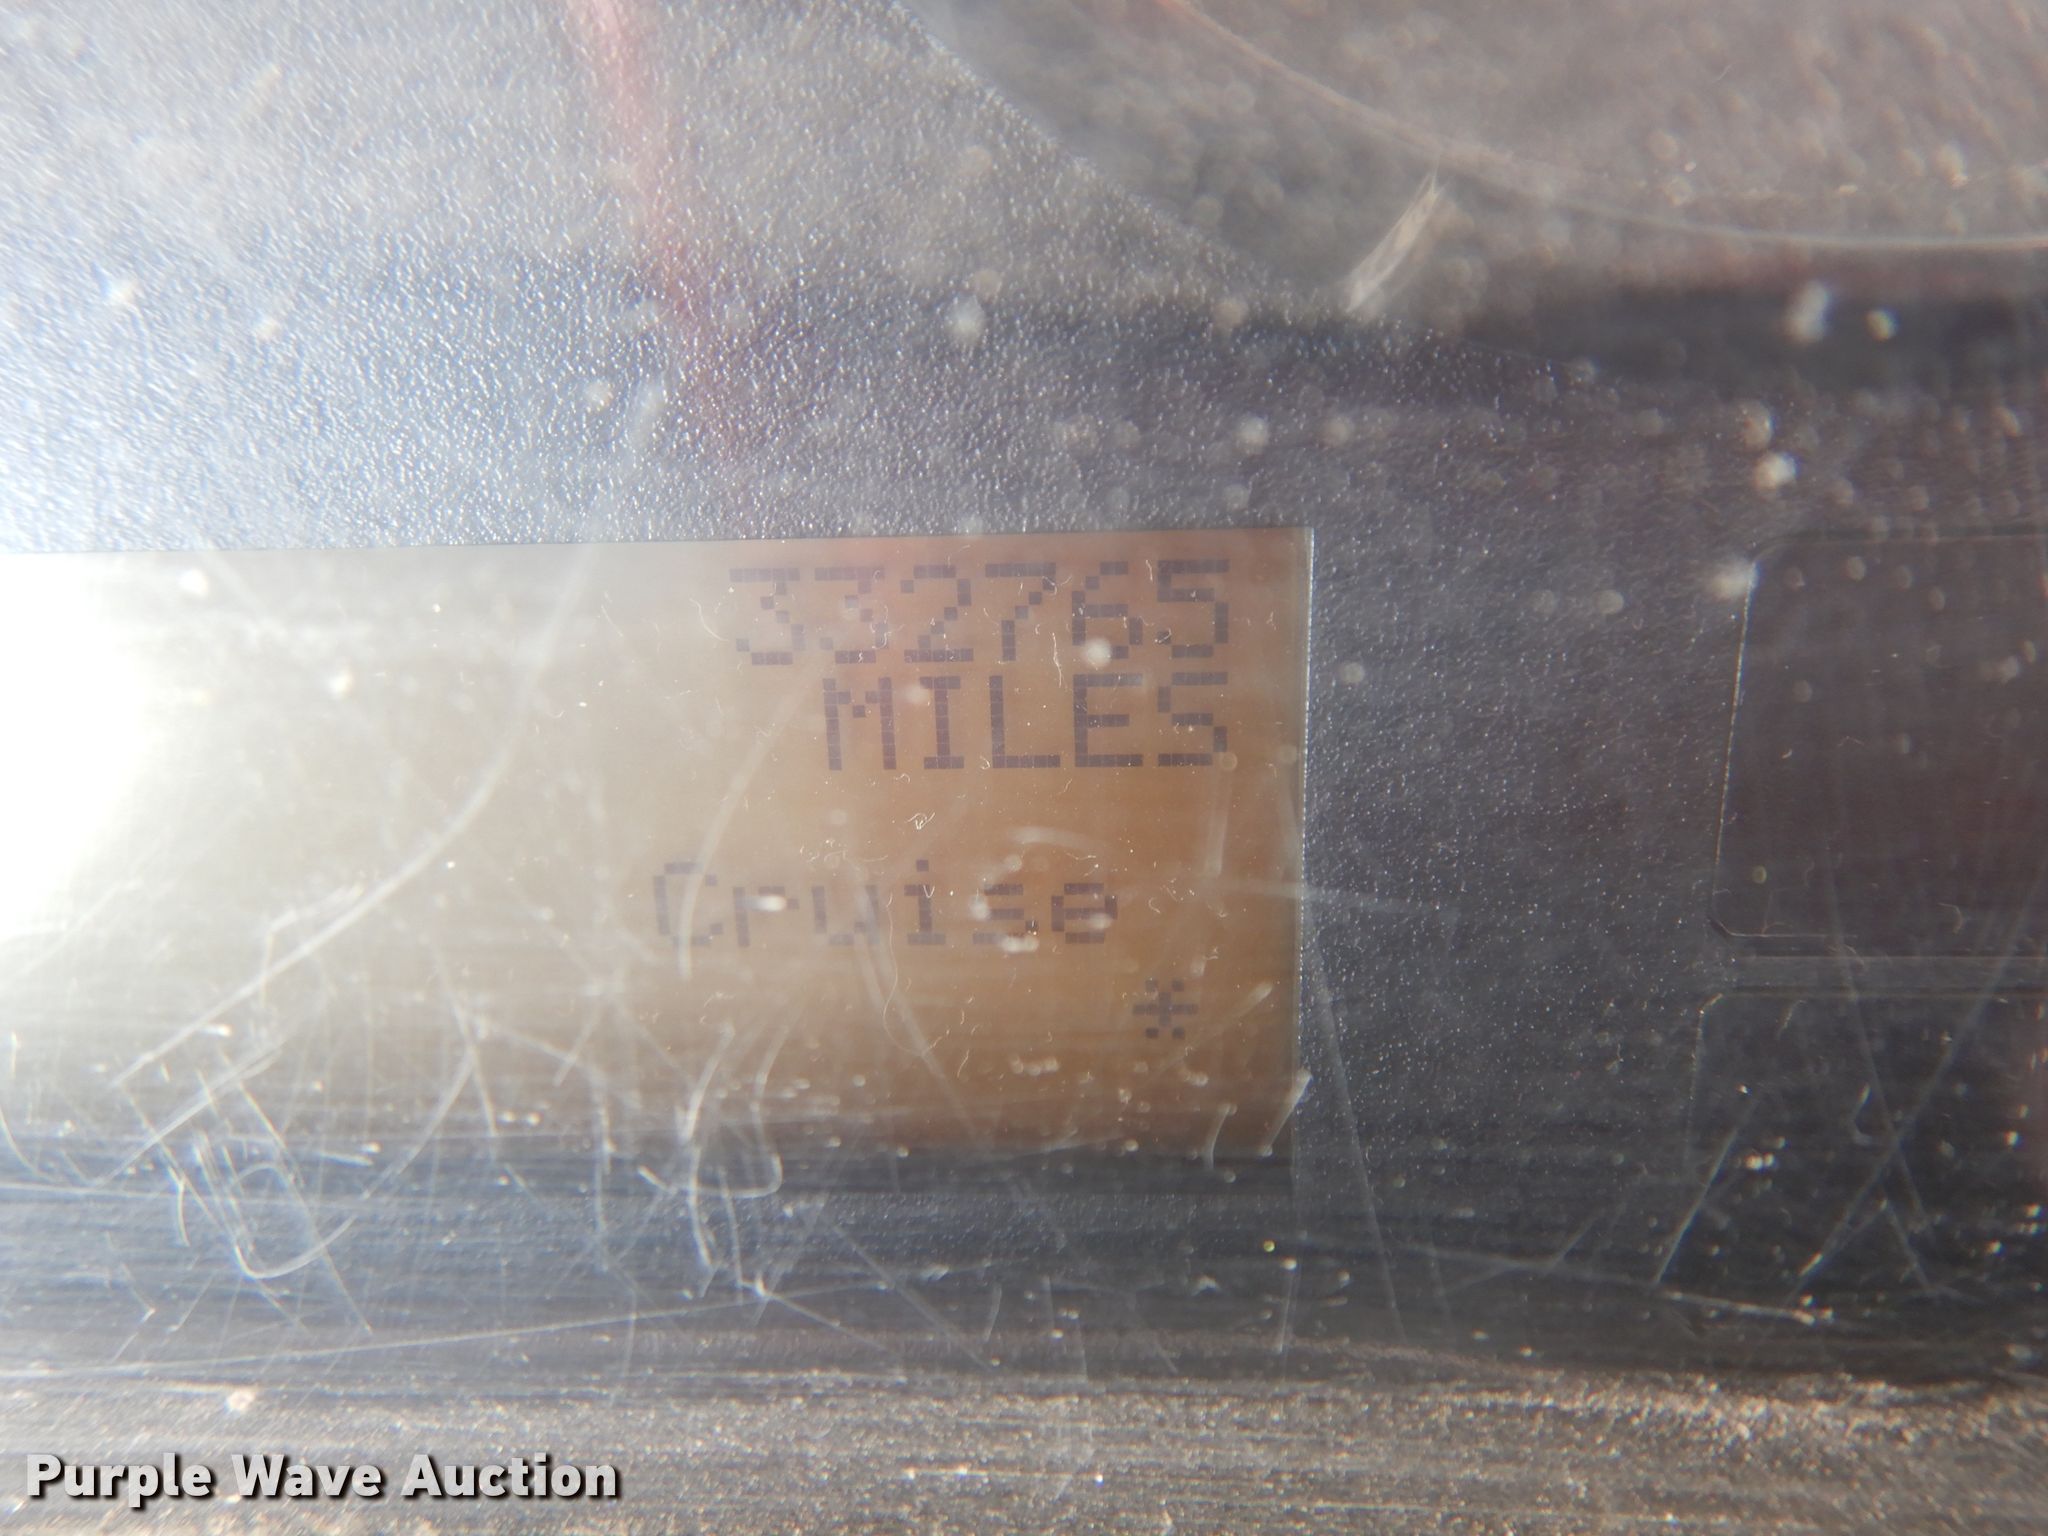 332765
MILES
Cruise
*
Purple Wave Auction